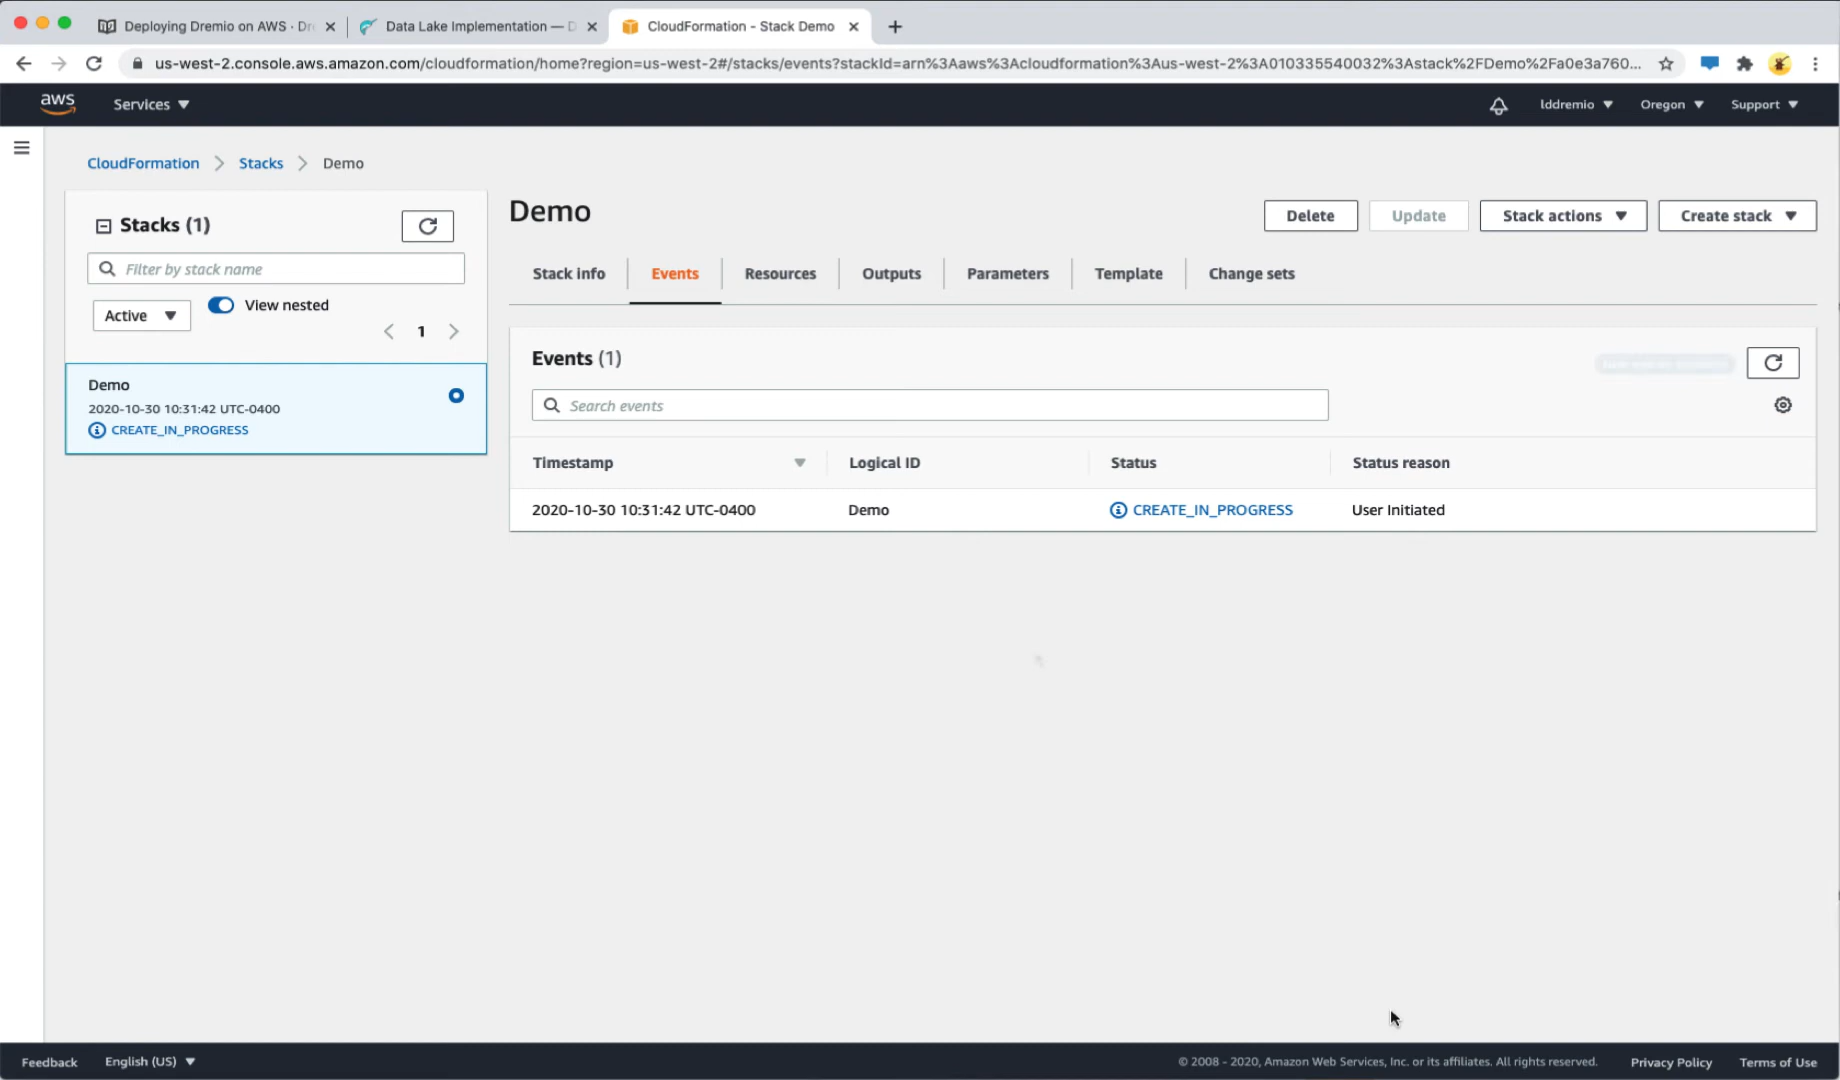 Deploying Dremio on AWS · Dr
Data Lake Implementation — D
CloudFormation - Stack Demo
us-west-2.console.aws.amazon.com/cloudformation/home?region=us-west-2#/stacks/events?stackId=arn%3Aaws%3Acloudformation%3Aus-west-2%3A010335540032%3Astack%2FDemo%2Fa0e3a760...
aws
Services
lddremio
Oregon
Support
CloudFormation
Stacks
Demo
Stacks (1)
Filter by stack name
Active
View nested
1
Demo
2020-10-30 10:31:42 UTC-0400
CREATE_IN_PROGRESS
Demo
Delete
Update
Stack actions
Create stack
Stack info
Events
Resources
Outputs
Parameters
Template
Change sets
Events (1)
Search events
Timestamp
Logical ID
Status
Status reason
2020-10-30 10:31:42 UTC-0400
Demo
CREATE_IN_PROGRESS
User Initiated
Feedback
English (US)
© 2008 - 2020, Amazon Web Services, Inc. or its affiliates. All rights reserved.
Privacy Policy
Terms of Use